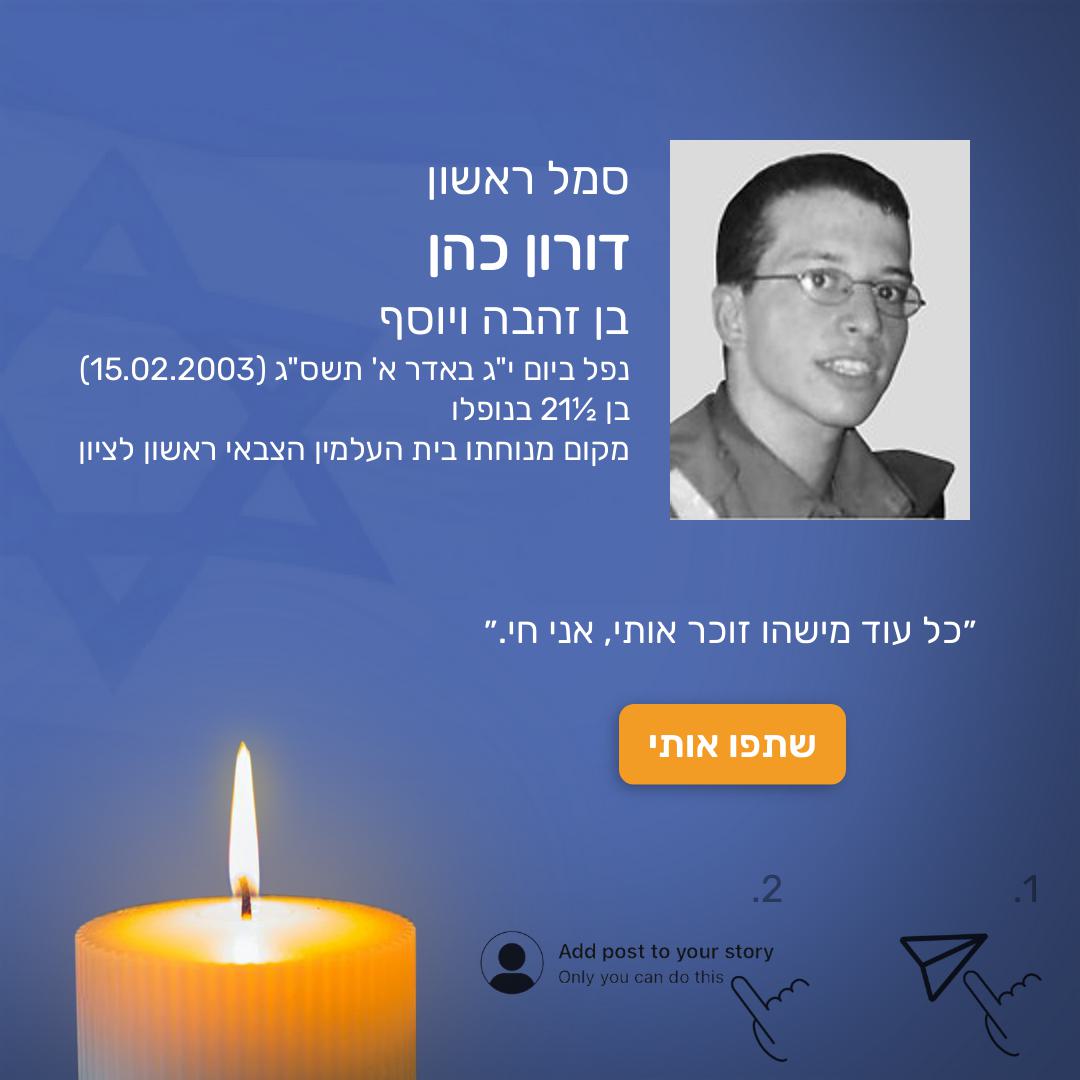 סמל ראשון
דורון כהן
בן זהבה ויוסף
נפל ביום י"ג באדר א' תשס"ג (15.02.2003)
בן 21½ בנופלו
מקום מנוחתו בית העלמין הצבאי ראשון לציון
״כל עוד מישהו זוכר אותי, אני חי.״
שתפו אותי
.1
.2
Add post to your story
Only you can do this